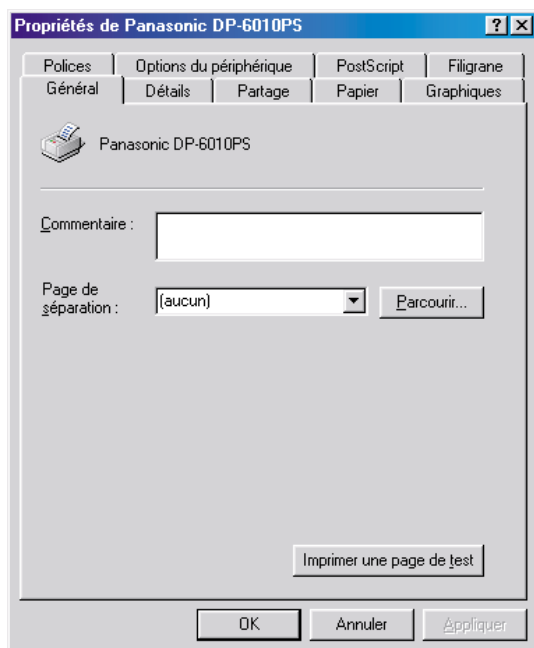 Propriétés de Panasonic DP-6010PS
Polices Options du périphérique PostScript Filigrane
Général Détails Partage Papier Graphiques
Panasonic DP-6010PS
Commentaire :
Page de
séparation :
(aucun)
Parcourir...
Imprimer une page de test
OK Annuler Appliquer